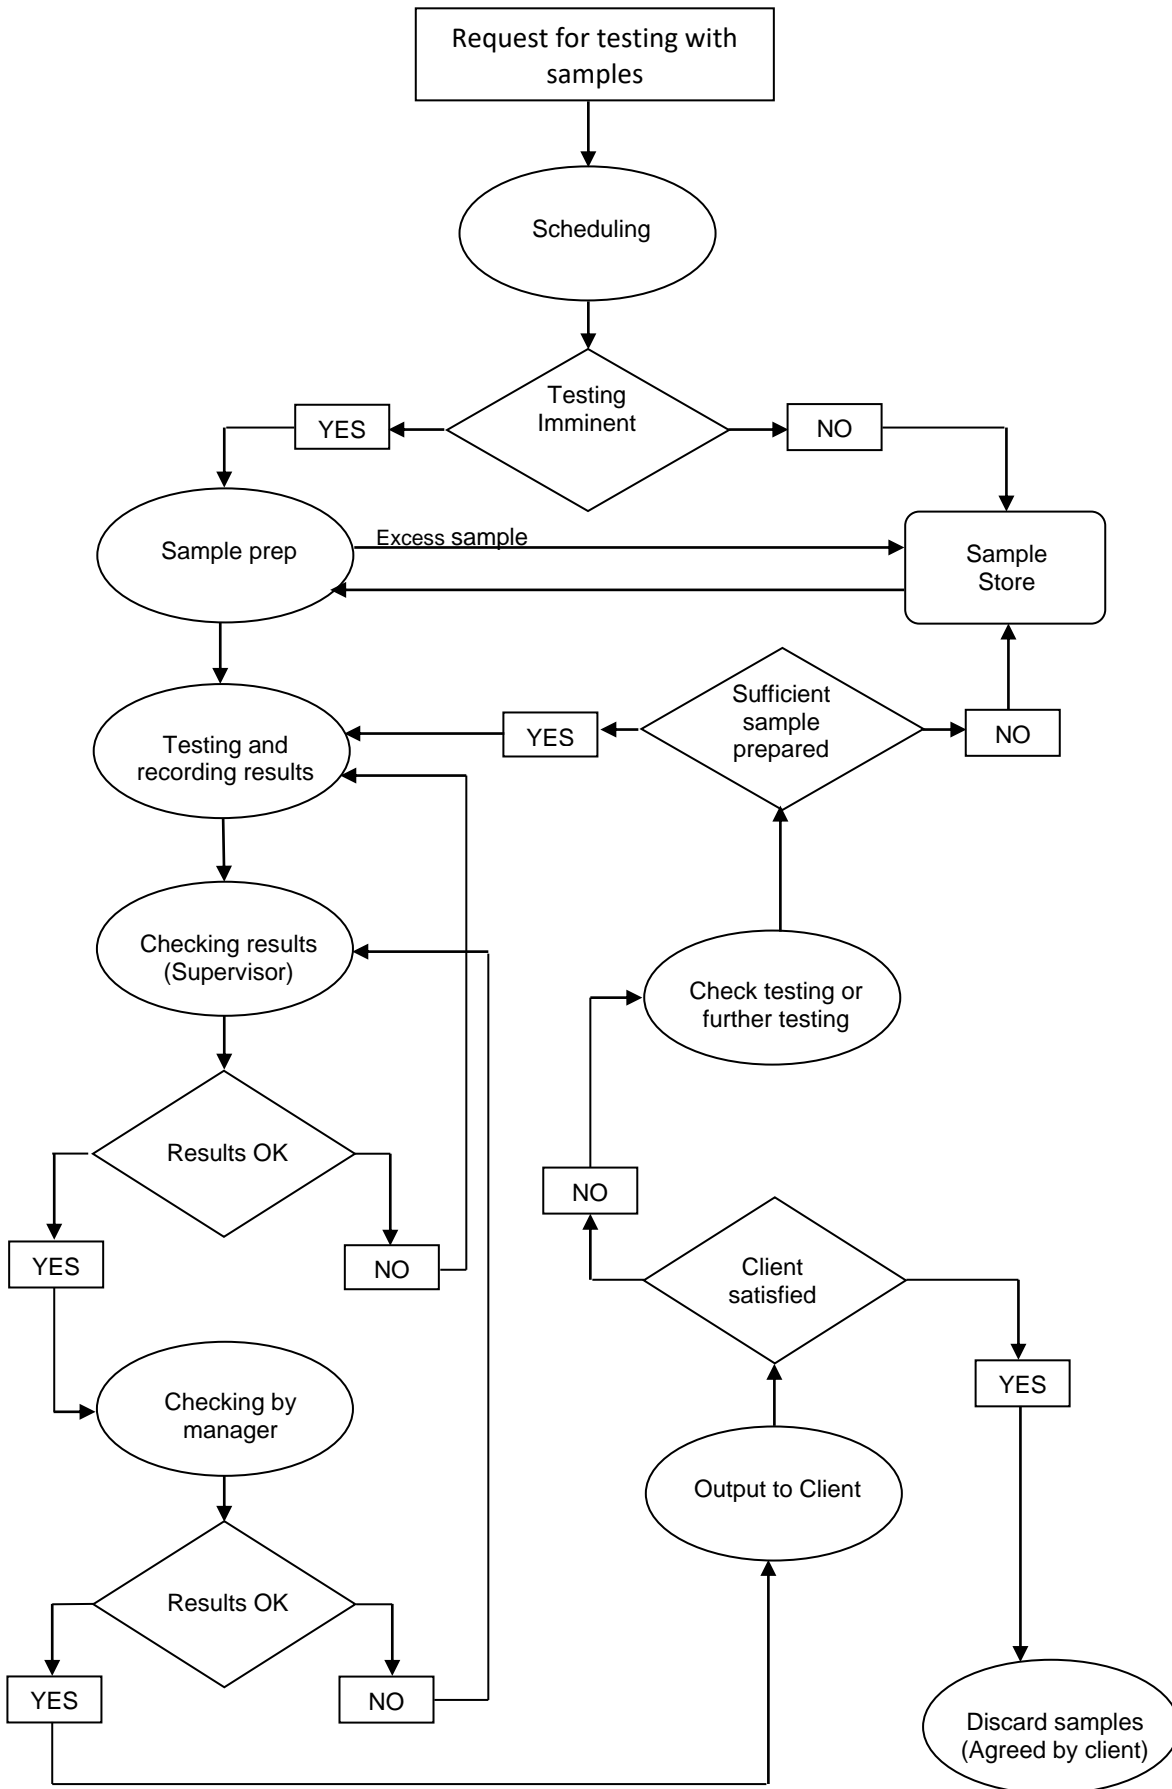 Request for testing with
samples
Scheduling
Testing
Imminent
YES
NO
Sample prep
Excess sample
Sample
Store
Sufficient
sample
prepared
YES
NO
Testing and
recording results
Checking results
(Supervisor)
Check testing or
further testing
Results OK
YES
NO
NO
Client
satisfied
YES
Checking by
manager
Output to Client
Results OK
YES
NO
Discard samples
(Agreed by client)